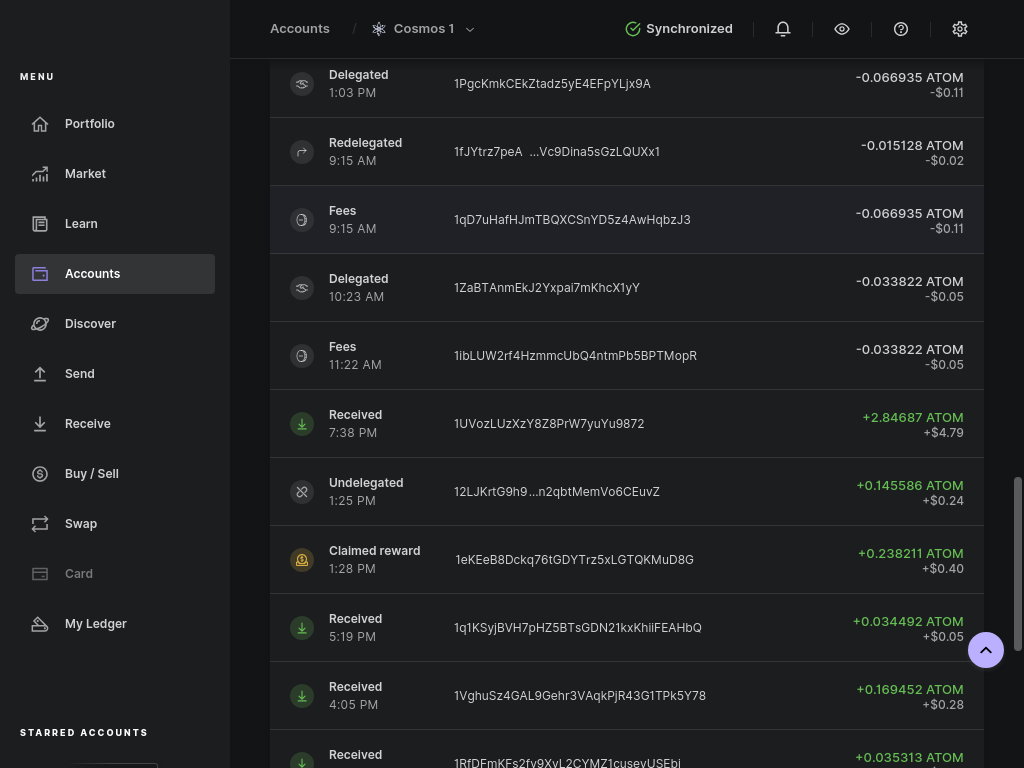 Accounts / Cosmos 1 Synchronized
MENU
Portfolio
Market
Learn
Accounts
Discover
Send
Receive
Buy / Sell
Swap
Card
My Ledger
STARRED ACCOUNTS
Delegated 1PgcKmkCEkZtadz5yE4EFpYLjx9A -0.066935 ATOM
1:03 PM -$0.11
Redelegated 1fJYtrz7peA ...Vc9Dina5sGzLQUXx1 -0.015128 ATOM
9:15 AM -$0.02
Fees 1qD7uHafHJmTBQXCSnYD5z4AwHqbzJ3 -0.066935 ATOM
9:15 AM -$0.11
Delegated 1ZaBTAnmEkJ2Yxpai7mKhcX1yY -0.033822 ATOM
10:23 AM -$0.05
Fees 1ibLUW2rf4HzmmcUbQ4ntmPb5BPTMopR -0.033822 ATOM
11:22 AM -$0.05
Received 1UVozLUzXzY8Z8PrW7yuYu9872 +2.84687 ATOM
7:38 PM +$4.79
Undelegated 12LJKrtG9h9...n2qbtMemVo6CEuvZ +0.145586 ATOM
1:25 PM +$0.24
Claimed reward 1eKEeB8Dckq76tGDYTrz5xLGTQKMuD8G +0.238211 ATOM
1:28 PM +$0.40
Received 1q1KSyjBVH7pHZ5BTsGDN21kxKhiiFEAHbQ +0.034492 ATOM
5:19 PM +$0.05
Received 1VghuSz4GAL9Gehr3VAqkPjR43G1TPk5Y78 +0.169452 ATOM
4:05 PM +$0.28
Received 1RfDFmKFs2fy9XvL2CYMZ1cuseyUSEbj +0.035313 ATOM